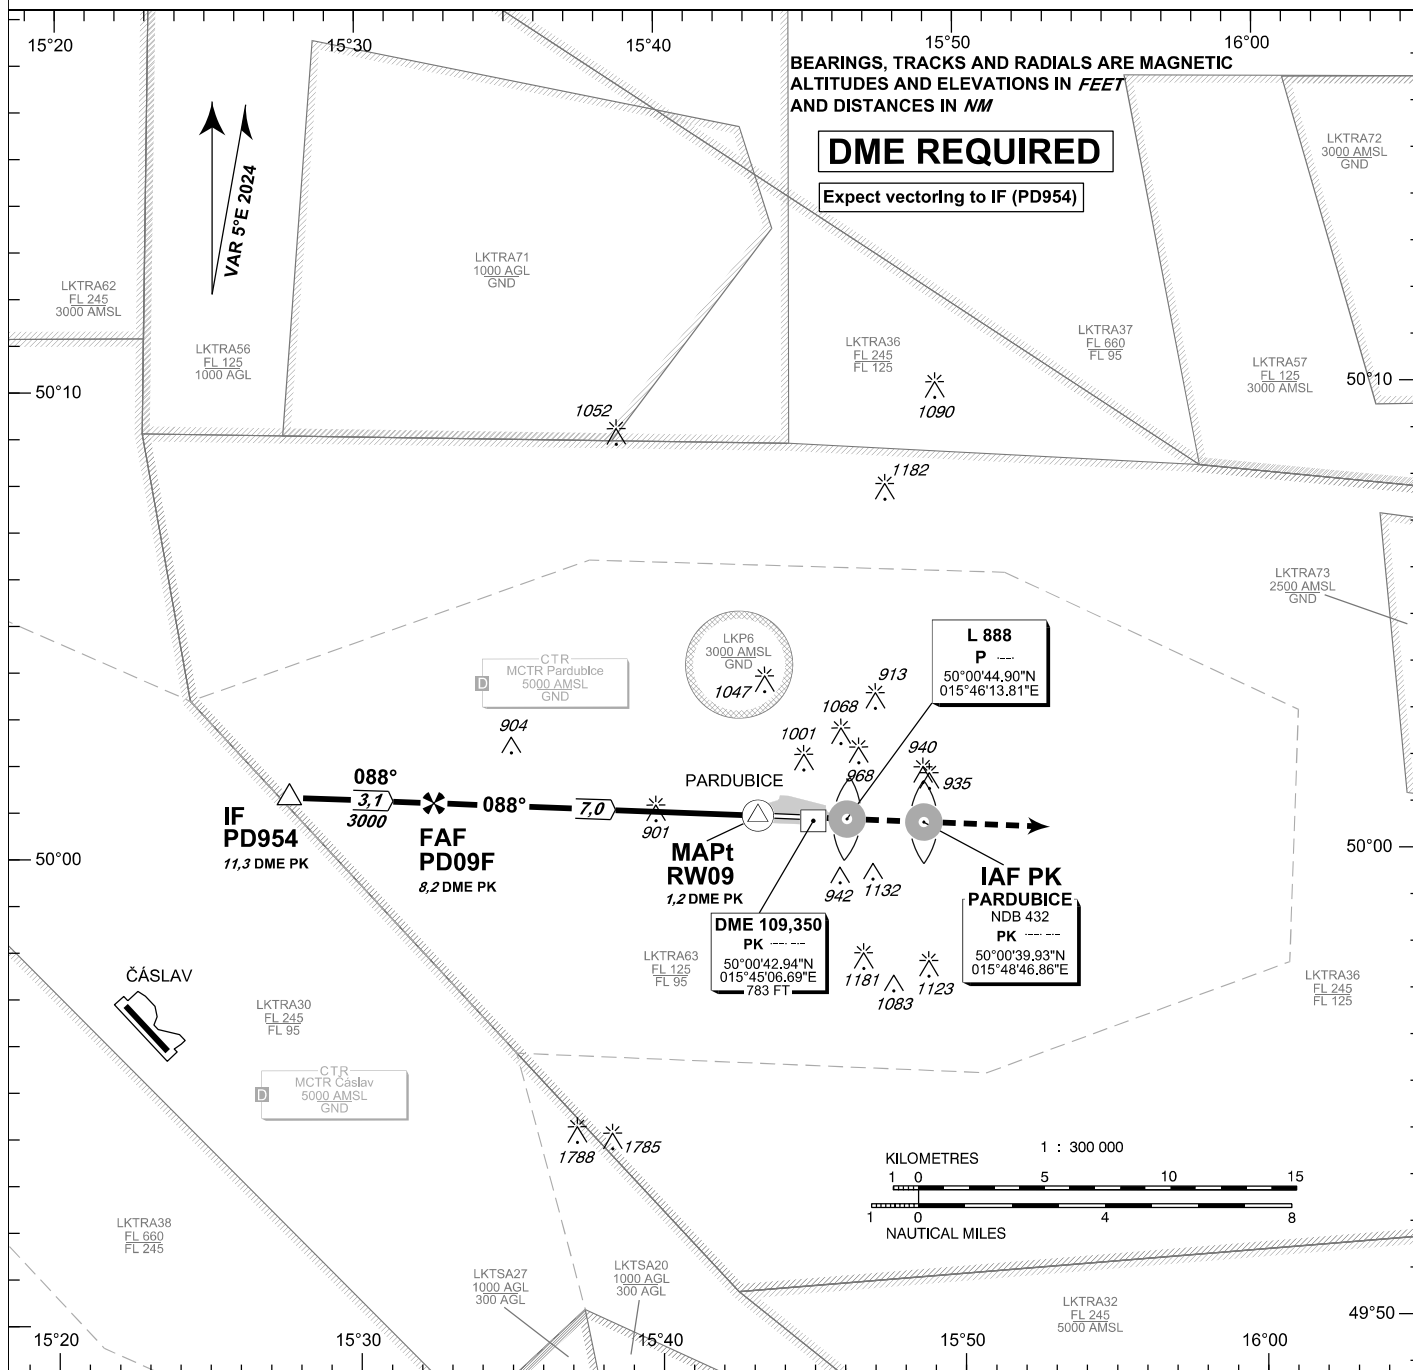 15°20
15°30
15°40
15°50
16°00
BEARINGS, TRACKS AND RADIALS ARE MAGNETIC
ALTITUDES AND ELEVATIONS IN FEET
AND DISTANCES IN NM
DME REQUIRED
Expect vectoring to IF (PD954)
VAR 5°E 2024
LKTRA72
3000 AMSL
GND
LKTRA71
1000 AGL
GND
LKTRA62
FL 245
3000 AMSL
LKTRA56
FL 125
1000 AGL
LKTRA36
FL 245
FL 125
LKTRA37
FL 660
FL 95
LKTRA57
FL 125
3000 AMSL
50°10
50°10
1052
1090
1182
LKTRA73
2500 AMSL
GND
LKP6
3000 AMSL
GND
1047
CTR
MCTR Pardubice
5000 AMSL
GND
D
L 888
P
50°00'44,90"N
015°46'13.81"E
913
1068
1001
968
940
935
904
PARDUBICE
088°
3,1
3000
088°
7,0
901
IF
PD954
11,3 DME PK
FAF
PD09F
8,2 DME PK
MAPt
RW09
1,2 DME PK
942
1132
IAF PK
PARDUBICE
NDB 432
PK
50°00'39.93"N
015°48'46,86"E
DME 109,350
PK
50°00'42.94"N
015°45'06.69"E
783 FT
50°00
50°00
LKTRA63
FL 125
FL 95
1181
1083
1123
LKTRA36
FL 245
FL 125
ČÁSLAV
LKTRA30
FL 245
FL 95
CTR
MCTR Čáslav
5000 AMSL
GND
D
1788
1785
1 : 300 000
KILOMETRES
1 0 5 10 15
1 0 4 8
NAUTICAL MILES
LKTRA38
FL 660
FL 245
LKTSA27
1000 AGL
300 AGL
LKTSA20
1000 AGL
300 AGL
LKTRA32
FL 245
5000 AMSL
49°50
15°20
15°30
15°40
15°50
16°00